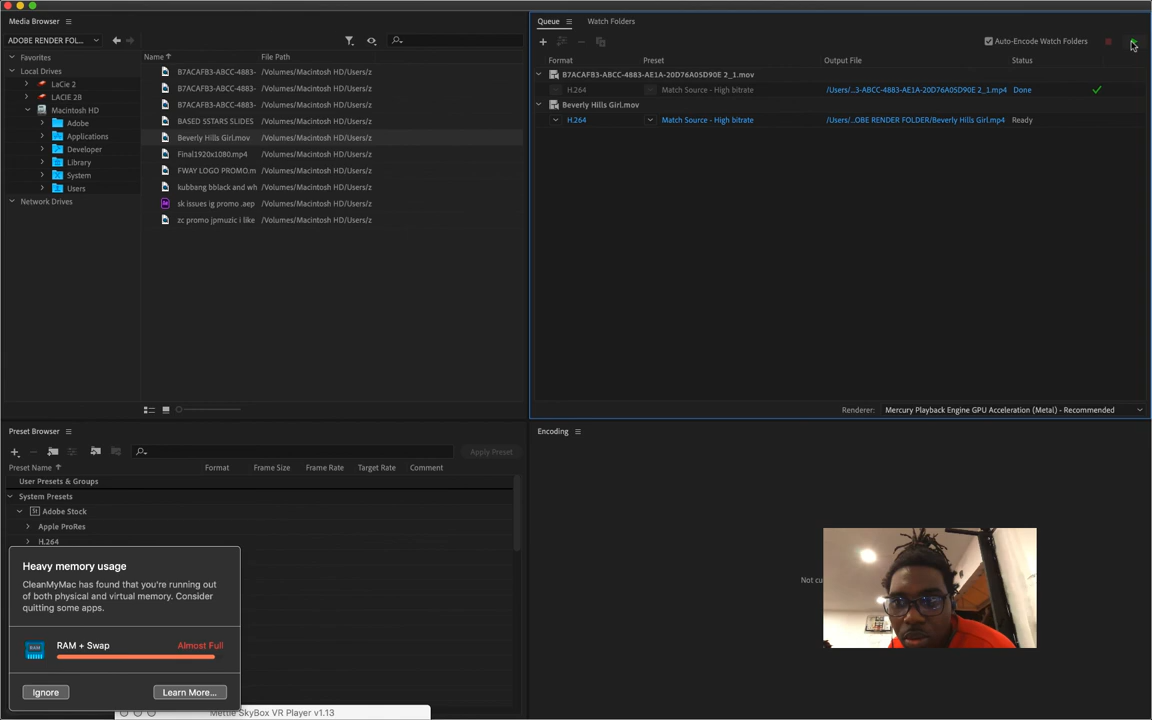 Media Browser
ADOBE RENDER FOL...
Favorites
Local Drives
LaCie 2
LACIE 2B
Macintosh HD
Adobe
Applications
Developer
Library
System
Users
Network Drives
Name File Path
B7ACAFB3-ABCC-4883- /Volumes/Macintosh HD/Users/z
B7ACAFB3-ABCC-4883- /Volumes/Macintosh HD/Users/z
B7ACAFB3-ABCC-4883- /Volumes/Macintosh HD/Users/z
BASED 5STARS SLIDES /Volumes/Macintosh HD/Users/z
Beverly Hills Girl.mov /Volumes/Macintosh HD/Users/z
Final1920x1080.mp4 /Volumes/Macintosh HD/Users/z
FWAY LOGO PROMO.m /Volumes/Macintosh HD/Users/z
kubbang bblack and wh /Volumes/Macintosh HD/Users/z
sk issues ig promo .aep /Volumes/Macintosh HD/Users/z
zc promo jpmuzic i like /Volumes/Macintosh HD/Users/z
Queue Watch Folders
Auto-Encode Watch Folders
Format Preset Output File Status
B7ACAFB3-ABCC-4883-AE1A-20D76A05D90E 2_1.mov
H.264 Match Source - High bitrate /Users/...3-ABCC-4883-AE1A-20D76A05D90E 2_1.mp4 Done
Beverly Hills Girl.mov
H.264 Match Source - High bitrate /Users/...OBE RENDER FOLDER/Beverly Hills Girl.mp4 Ready
Renderer: Mercury Playback Engine GPU Acceleration (Metal) - Recommended
Preset Browser
Apply Preset
Preset Name Format Frame Size Frame Rate Target Rate Comment
User Presets & Groups
System Presets
St Adobe Stock
Apple ProRes
H.264
Heavy memory usage
CleanMyMac has found that you're running out
of both physical and virtual memory. Consider
quitting some apps.
RAM
RAM + Swap Almost Full
Ignore Learn More...
Mettle SkyBox VR Player v1.13
Encoding